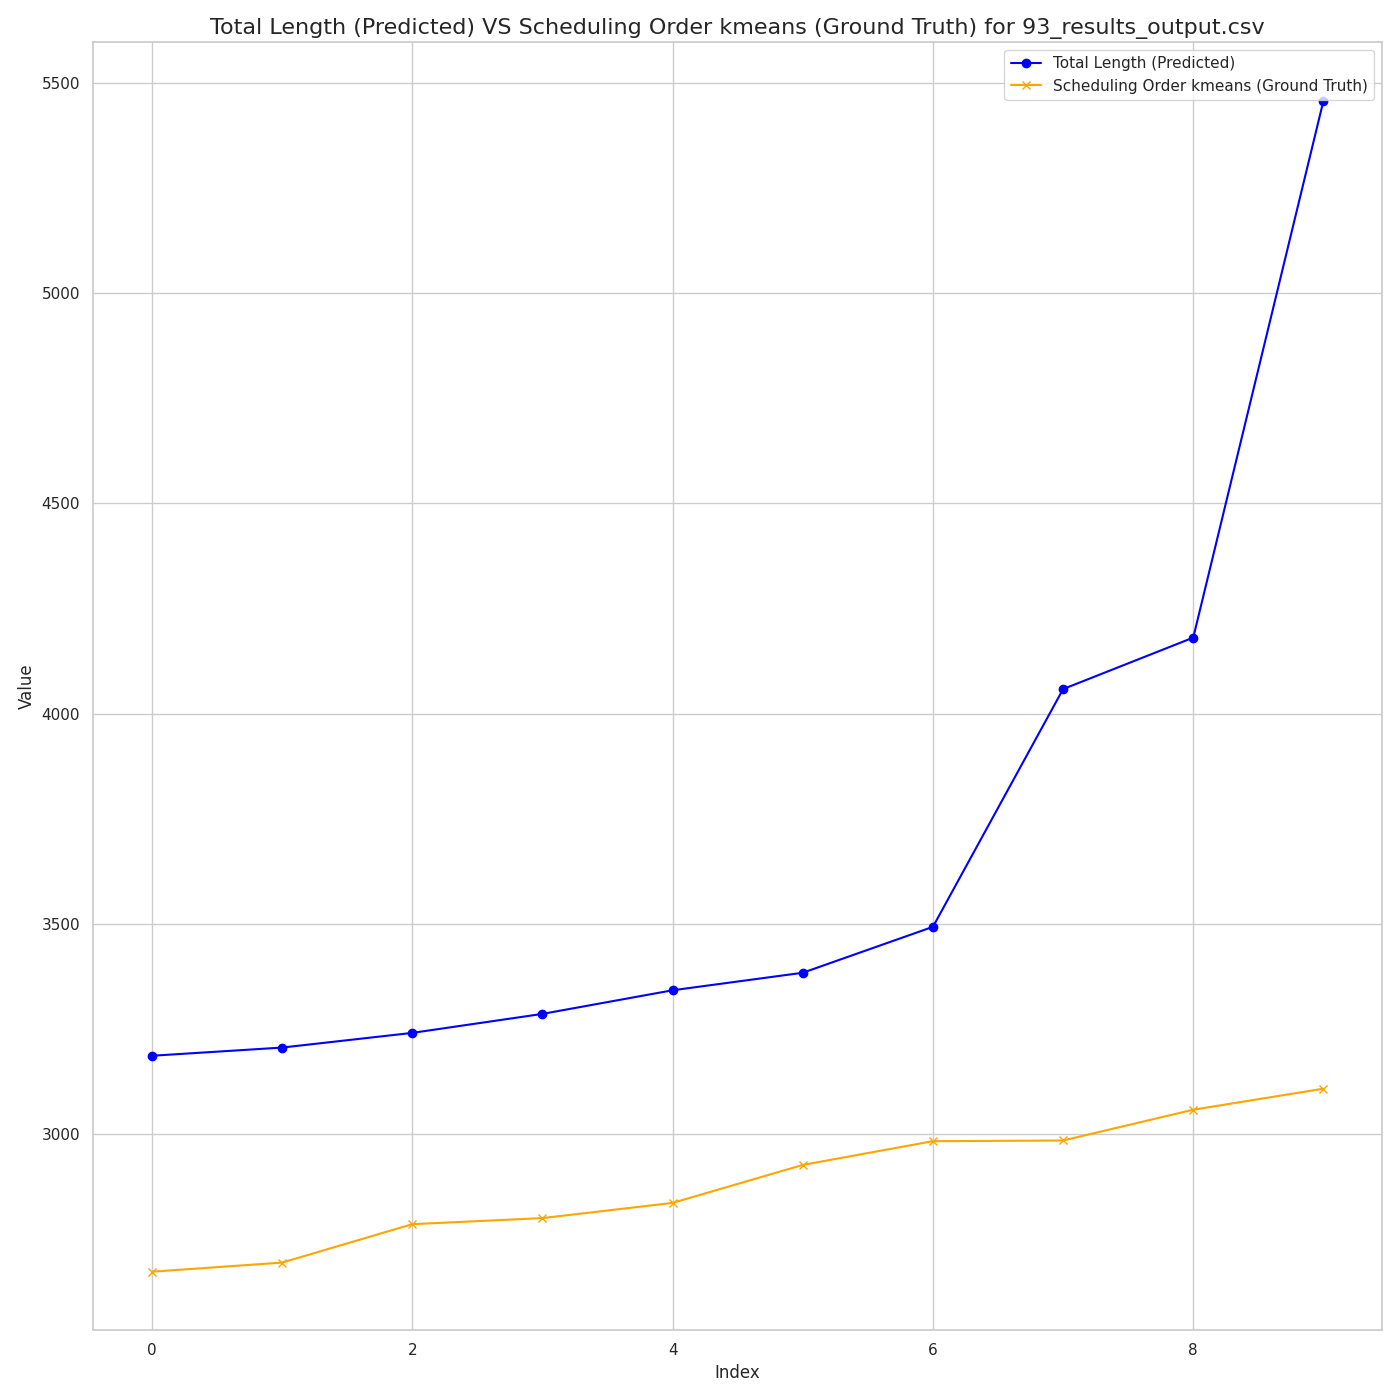 Total Length (Predicted) VS Scheduling Order kmeans (Ground Truth) for 93_results_output.csv
Total Length (Predicted)
Scheduling Order kmeans (Ground Truth)
5500
5000
4500
4000
3500
3000
Value
0 2 4 6 8
Index